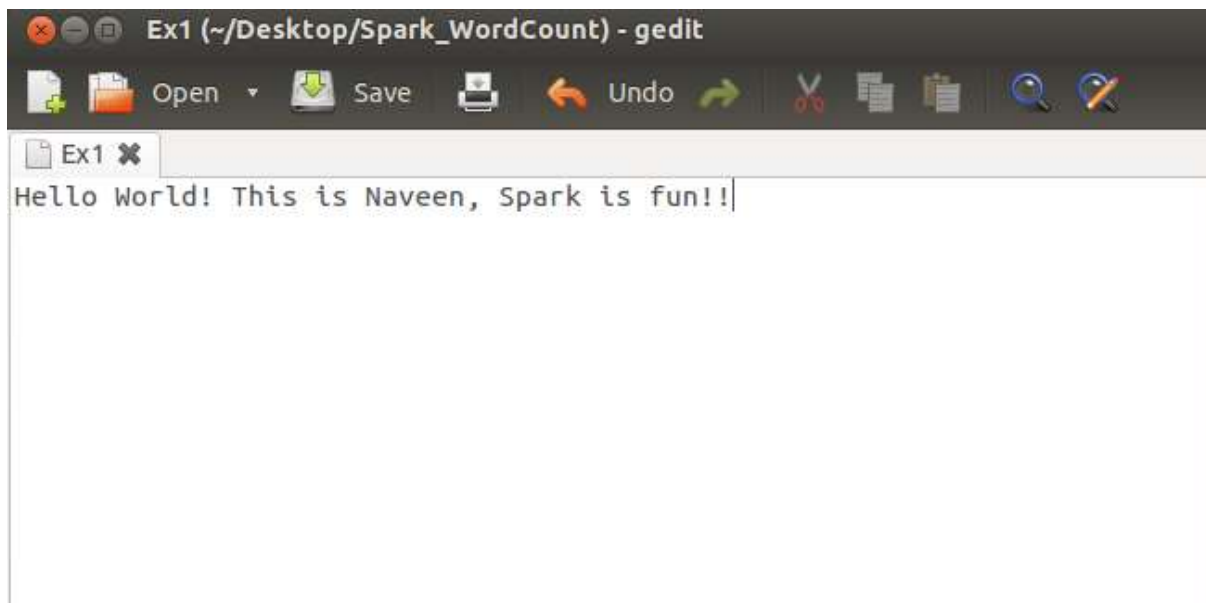 Ex1 (~/Desktop/Spark_WordCount) - gedit
Open Save Undo
Ex1
Hello World! This is Naveen, Spark is fun!!